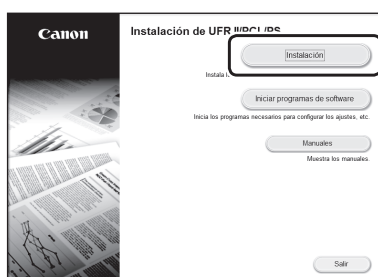 Canon
Instalación de UFR II/PCL/PS
Instalación
Instala l
Iniciar programas de software
Inicia los programas necesarios para configurar los ajustes, etc.
Manuales
Muestra los manuales.
Salir